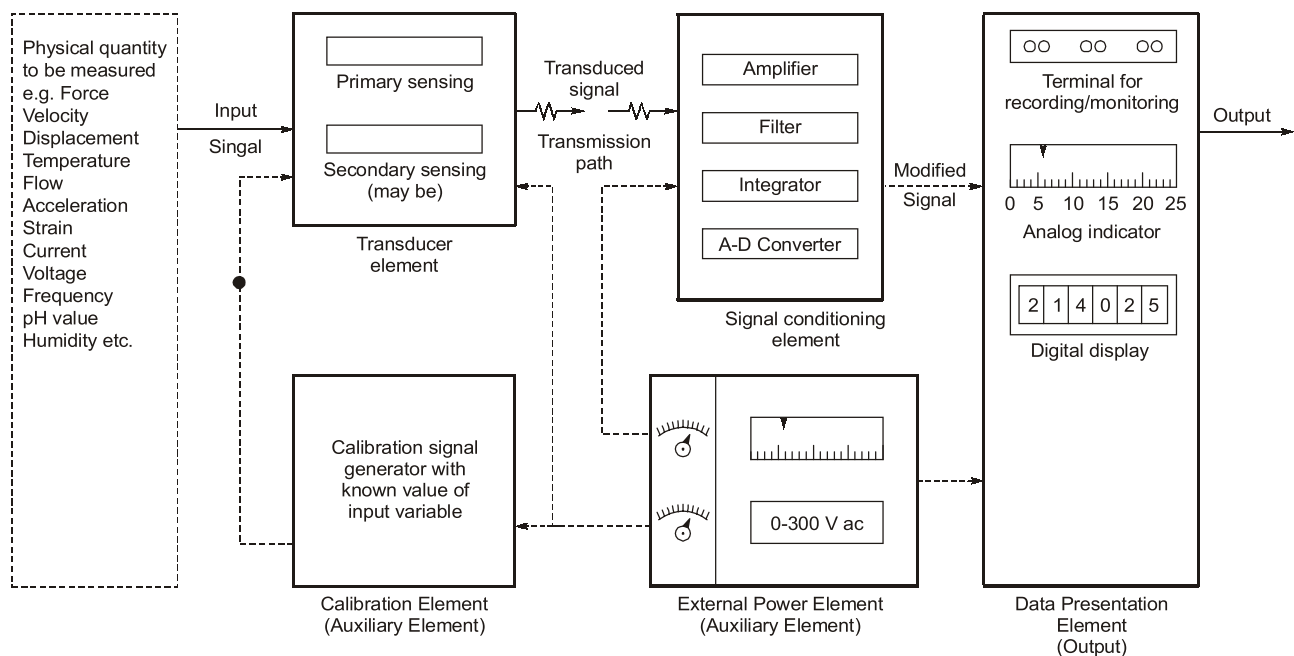 Physical quantity
to be measured
e.g. Force
Velocity
Displacement
Temperature
Flow
Acceleration
Strain
Current
Voltage
Frequency
pH value
Humidity etc.
Input
Singal
Primary sensing
Secondary sensing
(may be)
Transducer
element
Transduced
signal
Transmission
path
Amplifier
Filter
Integrator
A-D Converter
Signal conditioning
element
Modified
Signal
Terminal for
recording/monitoring
0 5 10 15 20 25
Analog indicator
2 1 4 0 2 5
Digital display
Output
Calibration signal
generator with
known value of
input variable
Calibration Element
(Auxiliary Element)
0-300 V ac
External Power Element
(Auxiliary Element)
Data Presentation
Element
(Output)